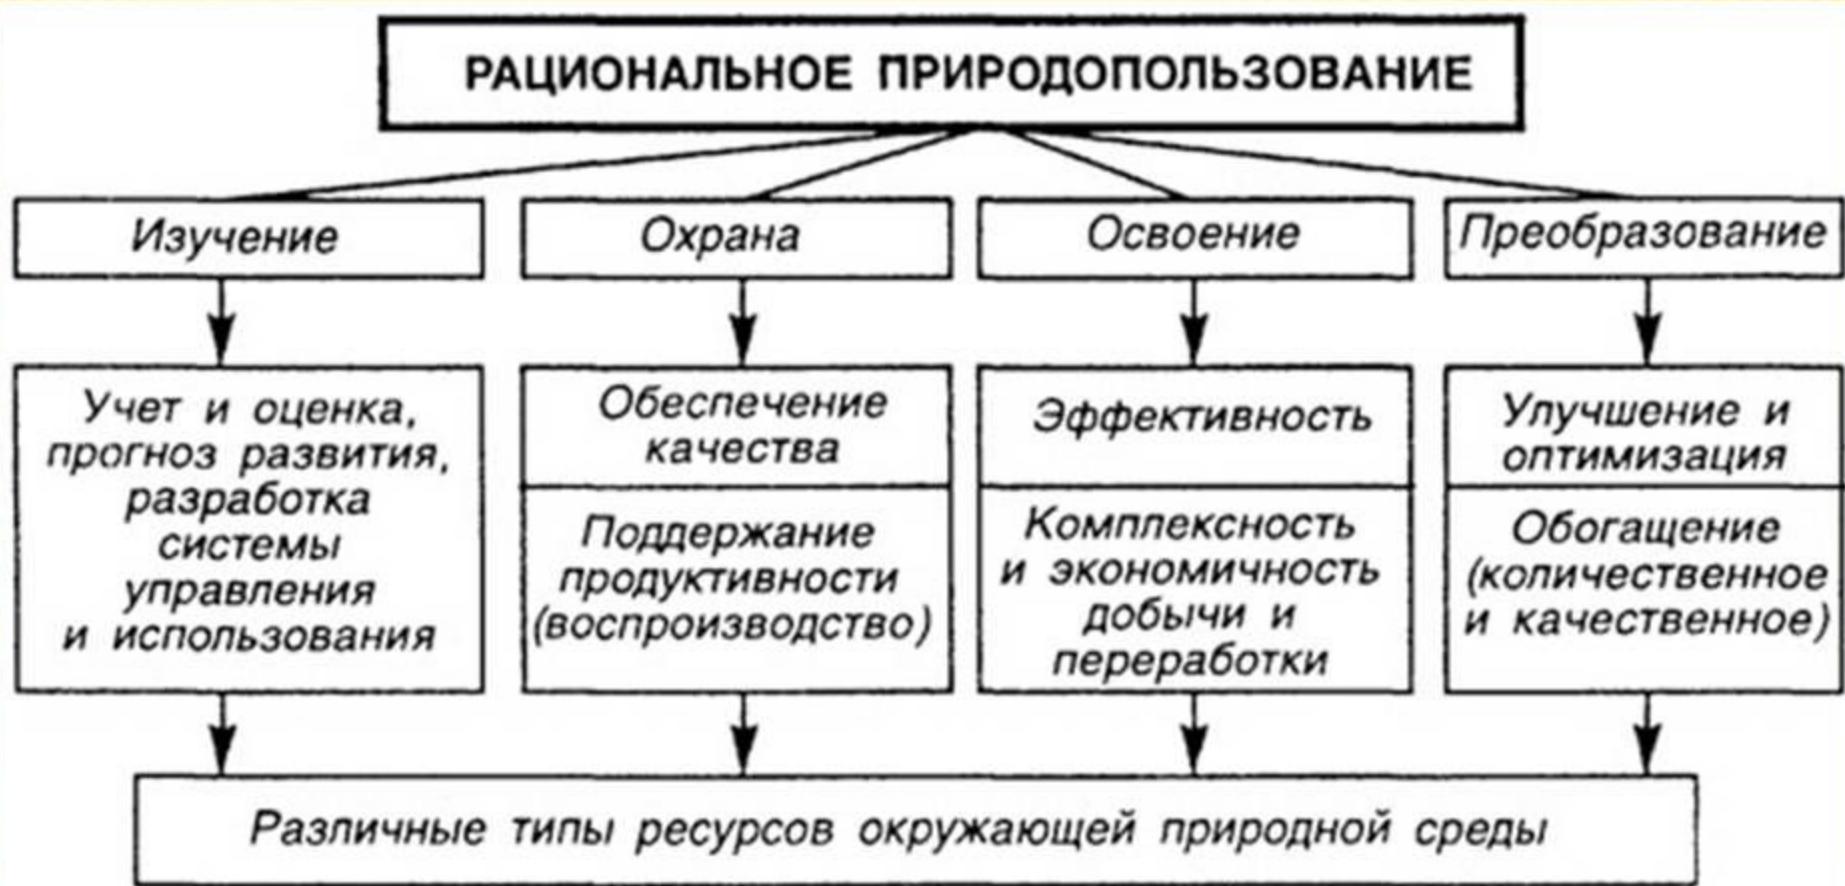 РАЦИОНАЛЬНОЕ ПРИРОДОПОЛЬЗОВАНИЕ
Изучение
Охрана
Освоение
Преобразование
Учет и оценка,
прогноз развития,
разработка
системы
управления
и использования
Обеспечение
качества
Поддержание
продуктивности
(воспроизводство)
Эффективность
Комплексность
и экономичность
добычи и
переработки
Улучшение и
оптимизация
Обогащение
(количественное
и качественное)
Различные типы ресурсов окружающей природной среды